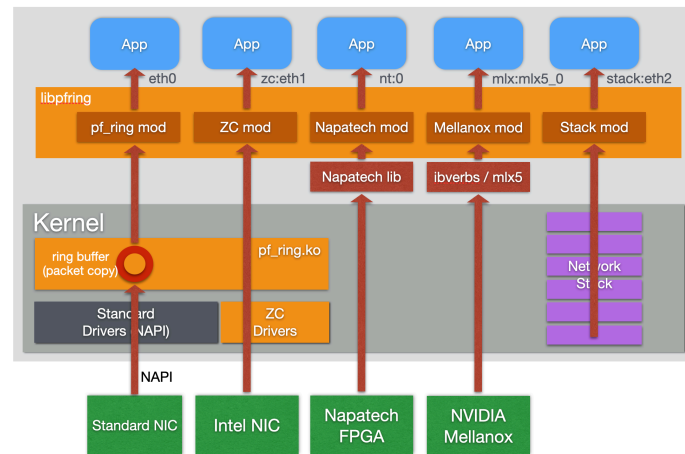 App
App
App
App
App
eth0
zc:eth1
nt:0
mlx:mlx5_0
stack:eth2
libpfring
pf_ring mod
ZC mod
Napatech mod
Mellanox mod
Stack mod
Napatech lib
ibverbs / mlx5
Kernel
ring buffer
(packet copy)
pf_ring.ko
Network
Stack
Standard
Drivers (NAPI)
ZC
Drivers
NAPI
Standard NIC
Intel NIC
Napatech
FPGA
NVIDIA
Mellanox